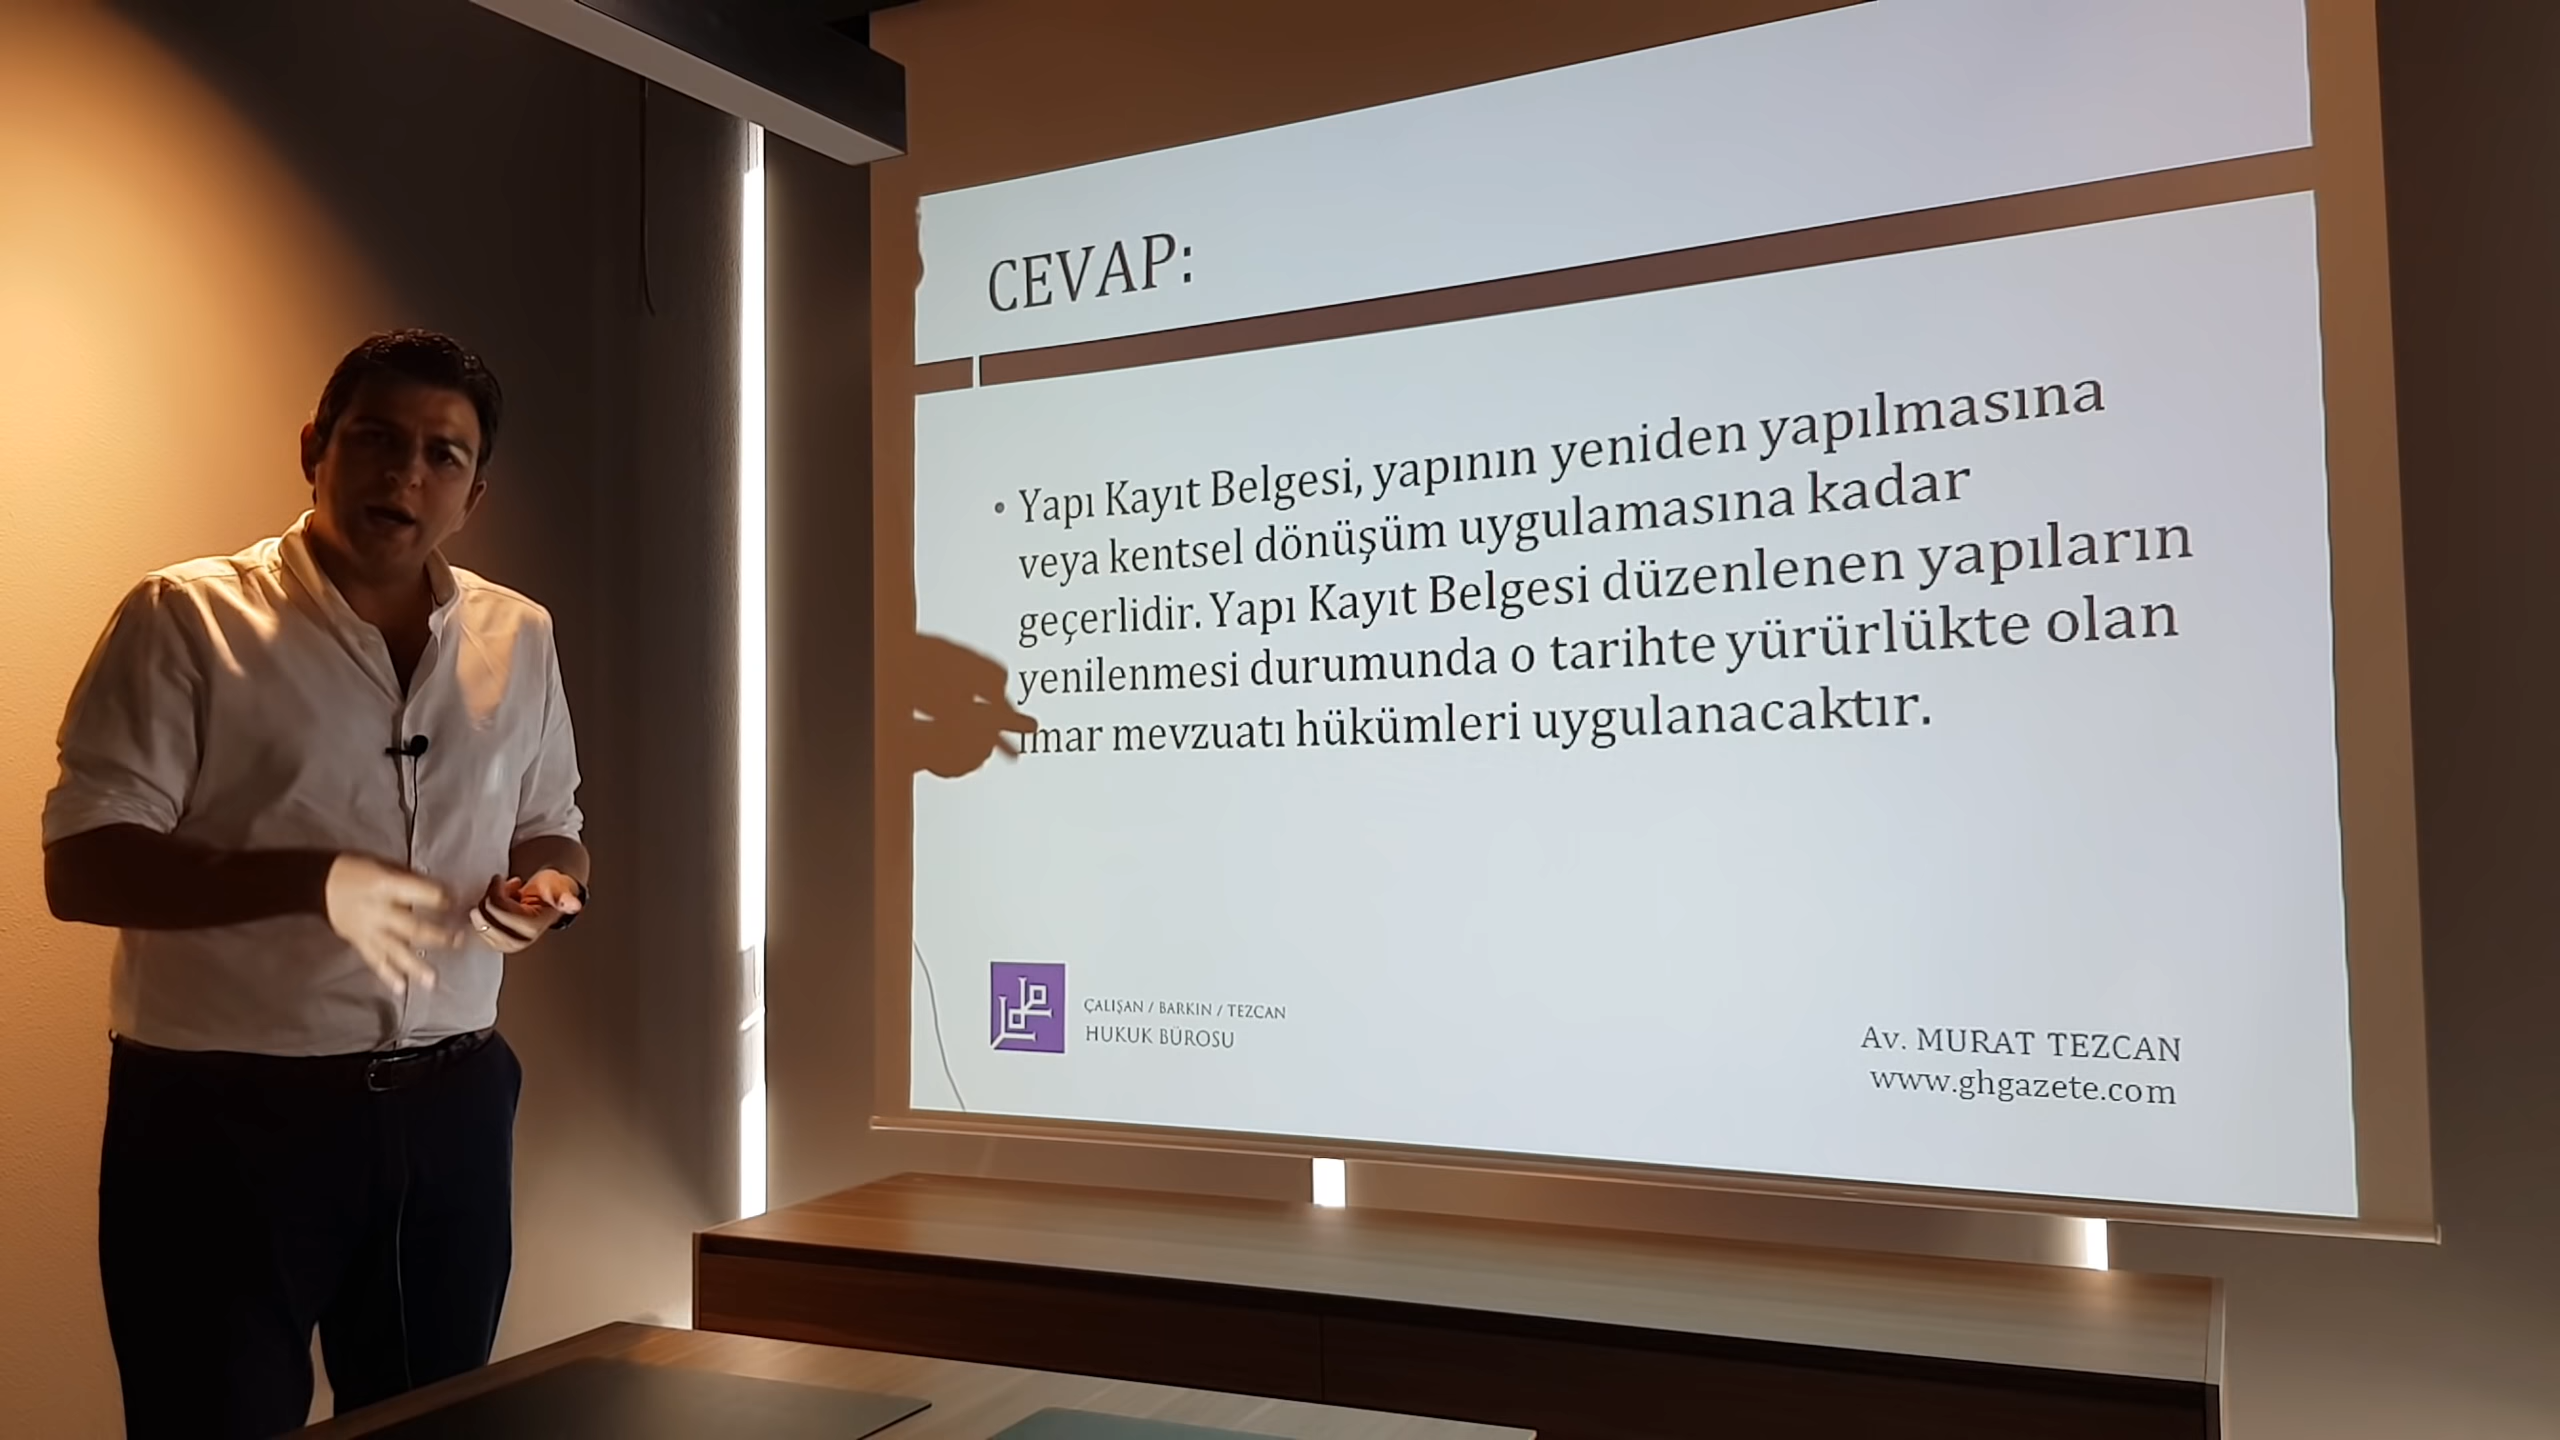 CEVAP:
• Yapı Kayıt Belgesi, yapının yeniden yapılmasına
veya kentsel dönüşüm uygulamasına kadar
geçerlidir. Yapı Kayıt Belgesi düzenlenen yapıların
yenilenmesi durumunda o tarihte yürürlükte olan
imar mevzuatı hükümleri uygulanacaktır.
ÇALIŞAN / BARKIN / TEZCAN
HUKUK BÜROSU
Av. MURAT TEZCAN
www.ghgazete.com